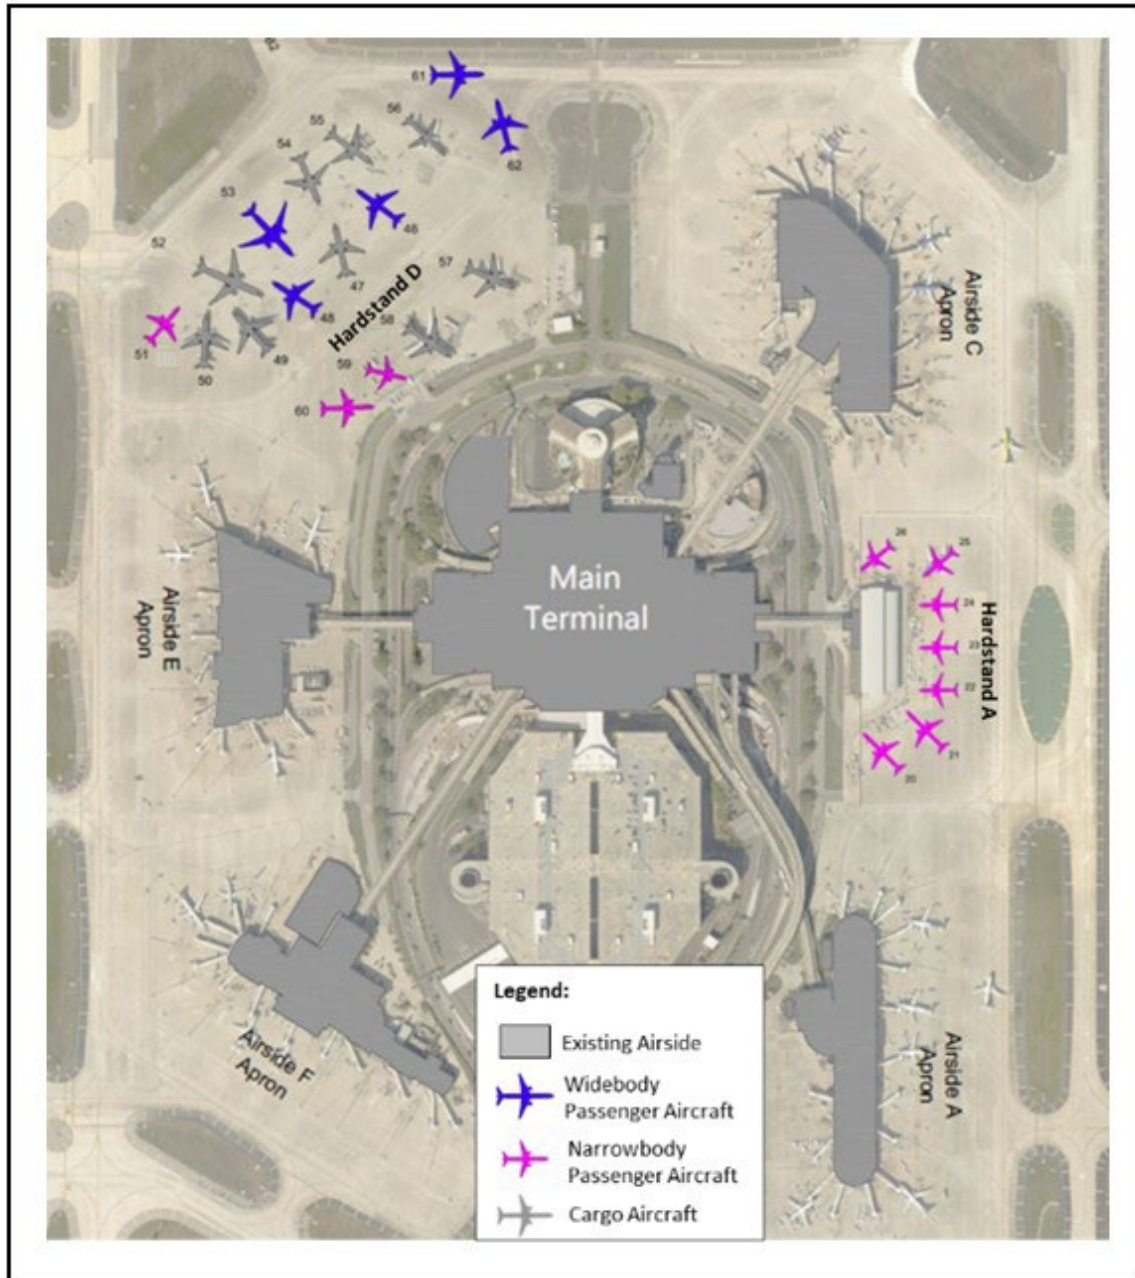 82
61
56
55
54
62
53
46
52
57
47
Hardstand D
48
58
51
49
59
50
60
Airside C
Apron
26
25
Main
Terminal
24
Hardstand A
23
22
21
20
Airside E
Apron
Airside F
Apron
Airside A
Apron
Legend:
Existing Airside
Widebody
Passenger Aircraft
Narrowbody
Passenger Aircraft
Cargo Aircraft